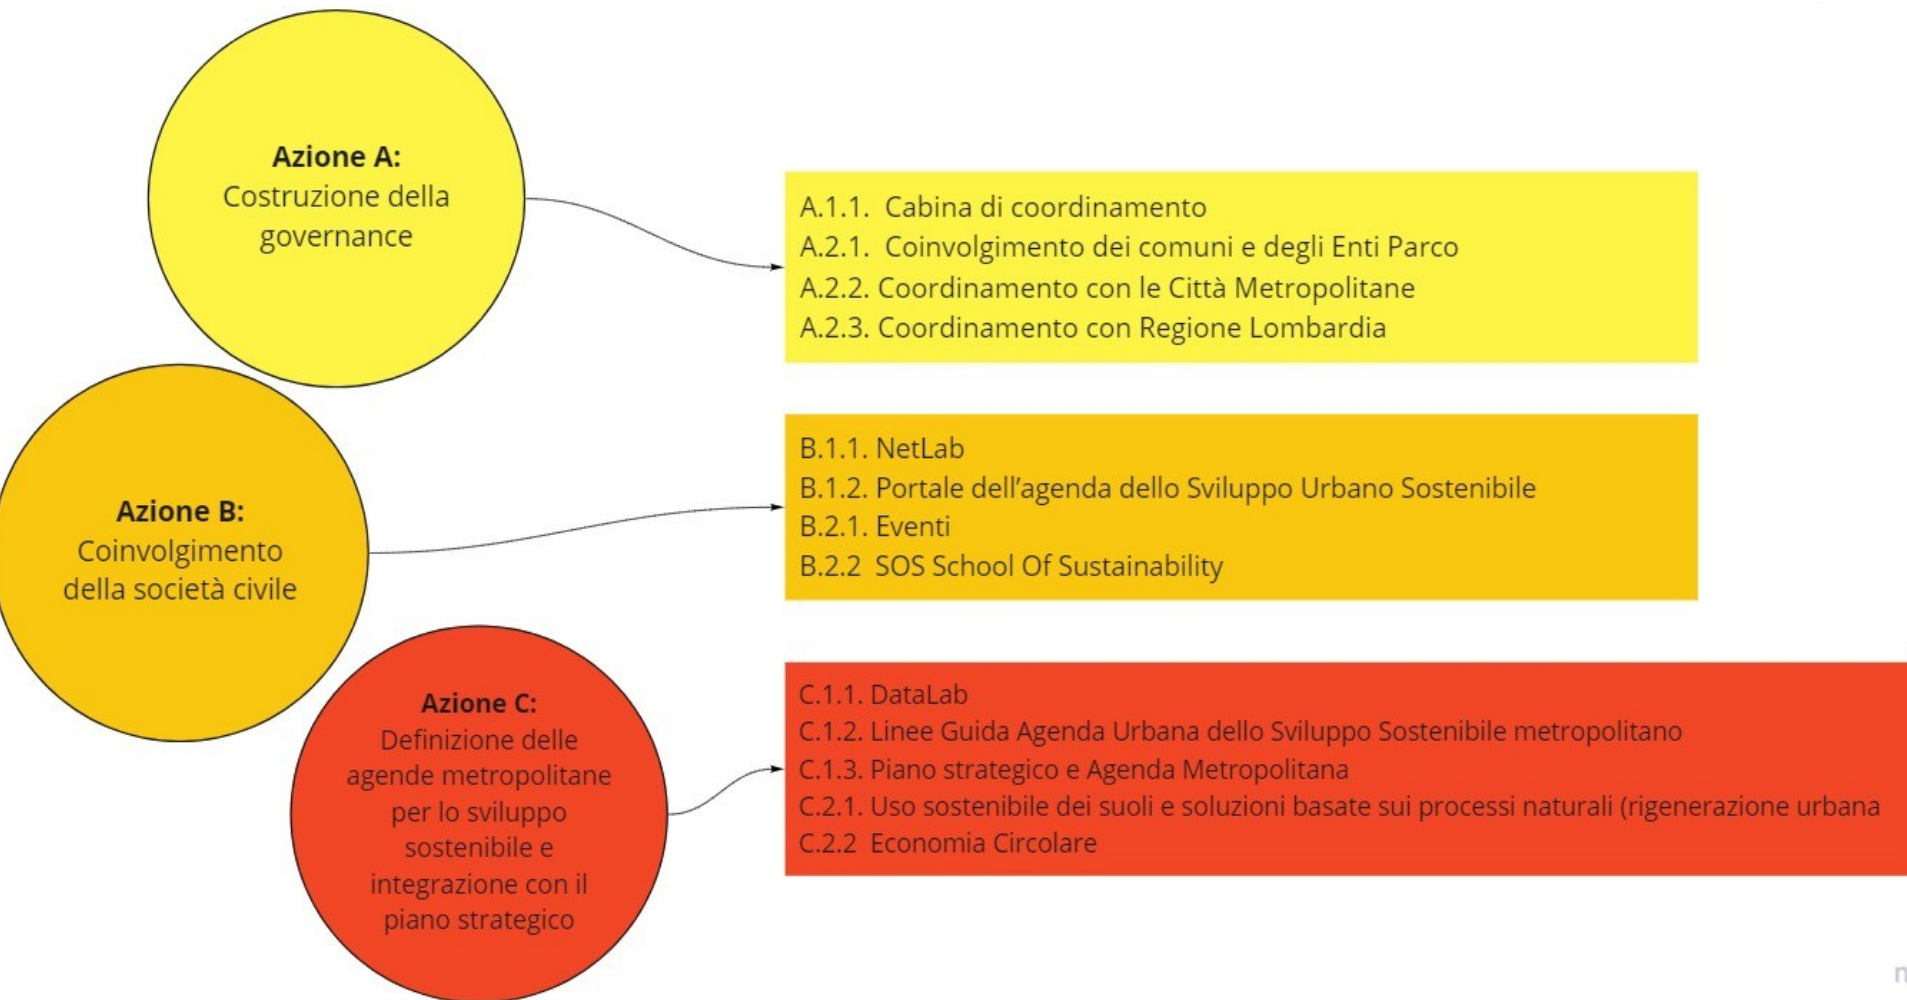 Azione A:
Costruzione della
governance
A.1.1. Cabina di coordinamento
A.2.1. Coinvolgimento dei comuni e degli Enti Parco
A.2.2. Coordinamento con le Città Metropolitane
A.2.3. Coordinamento con Regione Lombardia
Azione B:
Coinvolgimento
della società civile
B.1.1. NetLab
B.1.2. Portale dell'agenda dello Sviluppo Urbano Sostenibile
B.2.1. Eventi
B.2.2 SOS School Of Sustainability
Azione C:
Definizione delle
agende metropolitane
per lo sviluppo
sostenibile e
integrazione con il
piano strategico
C.1.1. DataLab
C.1.2. Linee Guida Agenda Urbana dello Sviluppo Sostenibile metropolitano
C.1.3. Piano strategico e Agenda Metropolitana
C.2.1. Uso sostenibile dei suoli e soluzioni basate sui processi naturali (rigenerazione urbana
C.2.2 Economia Circolare